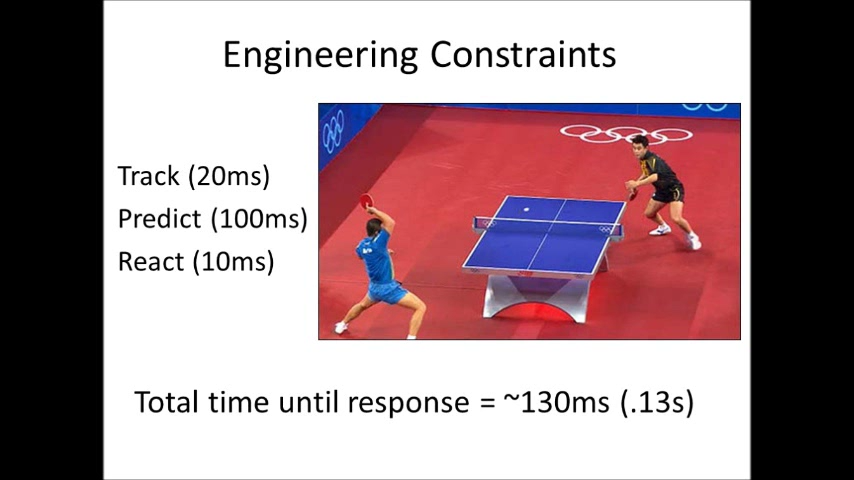 Engineering Constraints
Track (20ms)
Predict (100ms)
React (10ms)
Total time until response = ~130ms (.13s)